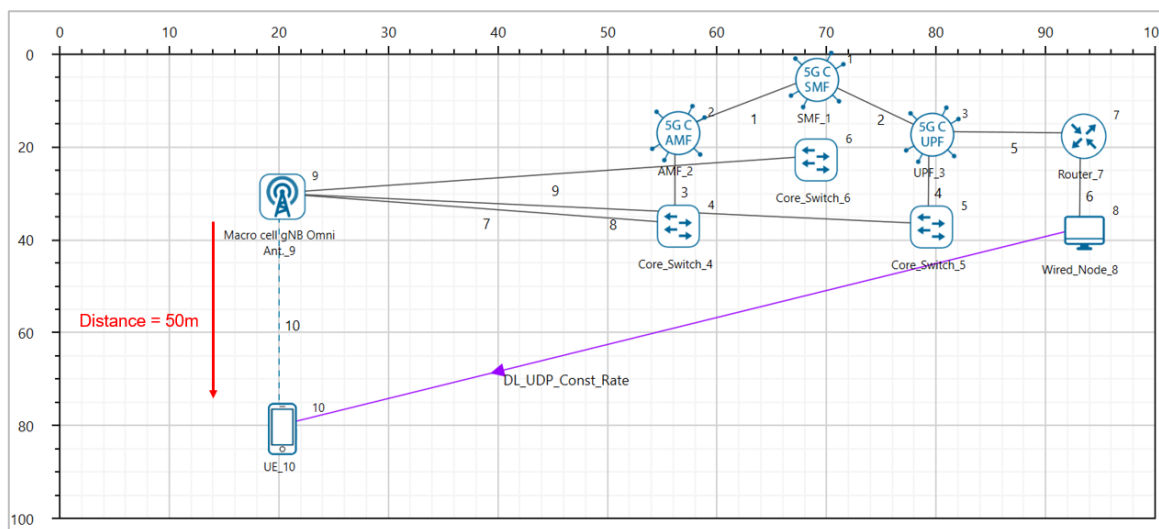 0 10 20 30 40 50 60 70 80 90 10
0
20
40
60
80
100
5G C
SMF
1
SMF_1
5G C
AMF
2
AMF_2
5G C
UPF
3
UPF_3
7
Router_7
6
Core_Switch_6
1
2
5
3
4
6
9
7
8
9
Macro cell gNB Omni
Ant._9
4
Core_Switch_4
5
Core_Switch_5
8
Wired_Node_8
Distance = 50m
10
DL_UDP_Const_Rate
10
UE_10